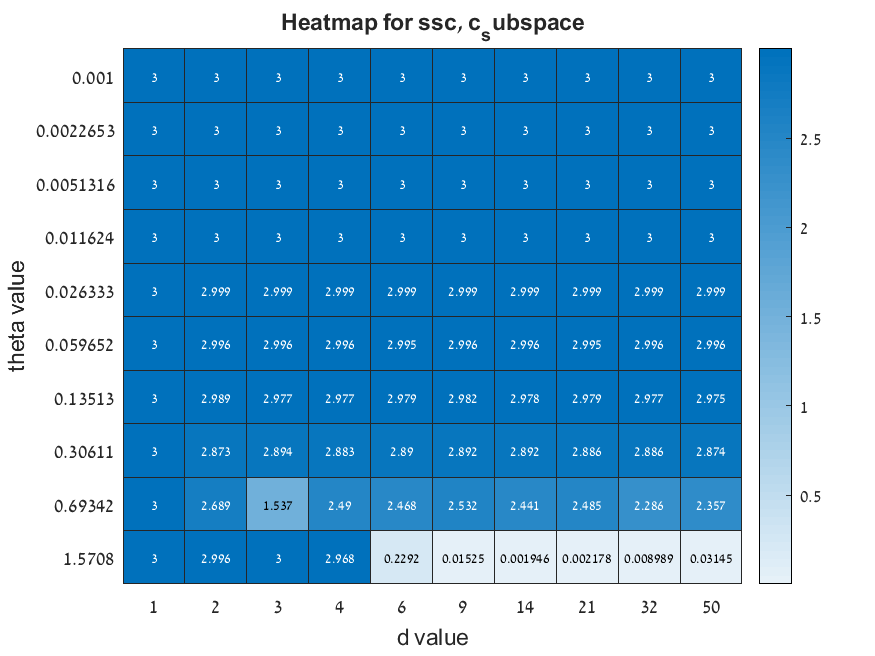 Heatmap for ssc, c_subspace
0.001 3 3 3 3 3 3 3 3 3 3
0.0022653 3 3 3 3 3 3 3 3 3 3
0.0051316 3 3 3 3 3 3 3 3 3 3
0.011624 3 3 3 3 3 3 3 3 3 3
0.026333 3 2.999 2.999 2.999 2.999 2.999 2.999 2.999 2.999 2.999
0.059652 3 2.996 2.996 2.996 2.995 2.996 2.996 2.995 2.996 2.996
0.13513 3 2.989 2.977 2.977 2.979 2.982 2.978 2.979 2.977 2.975
0.30611 3 2.873 2.894 2.883 2.89 2.892 2.892 2.886 2.886 2.874
0.69342 3 2.689 1.537 2.49 2.468 2.532 2.441 2.485 2.286 2.357
1.5708 3 2.996 3 2.968 0.2292 0.01525 0.001946 0.002178 0.008989 0.03145
1 2 3 4 6 9 14 21 32 50
d value
theta value
2.5
2
1.5
1
0.5